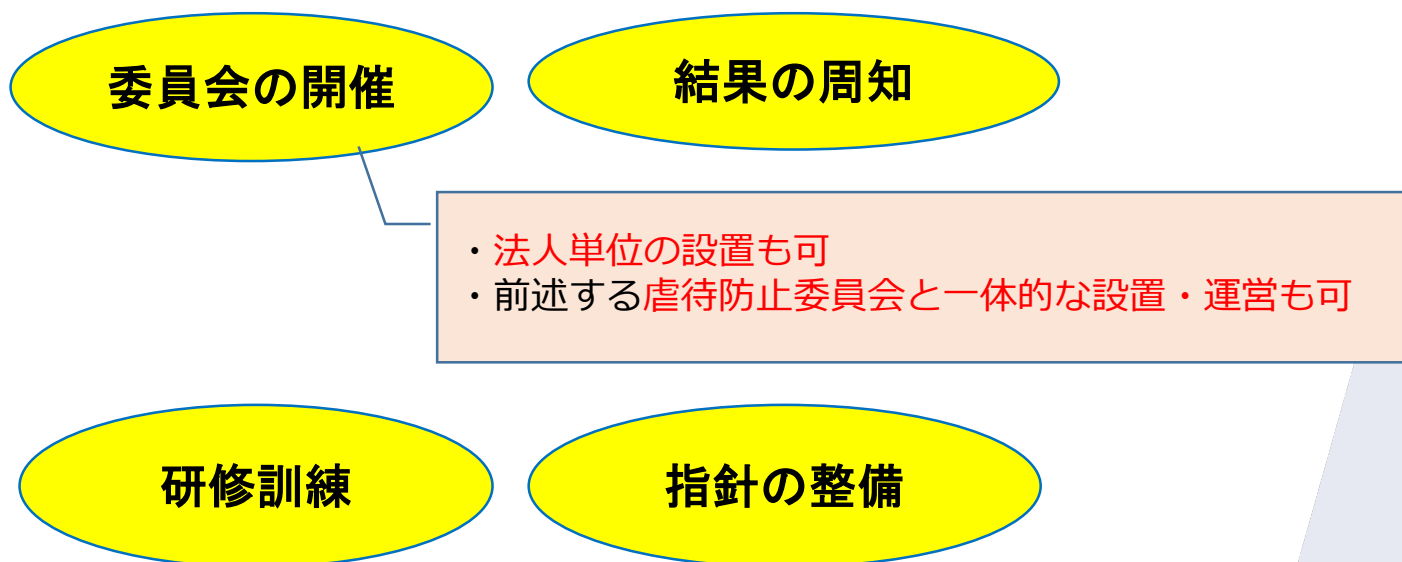 委員会の開催
結果の周知
・法人単位の設置も可
・前述する虐待防止委員会と一体的な設置・運営も可
研修訓練
指針の整備